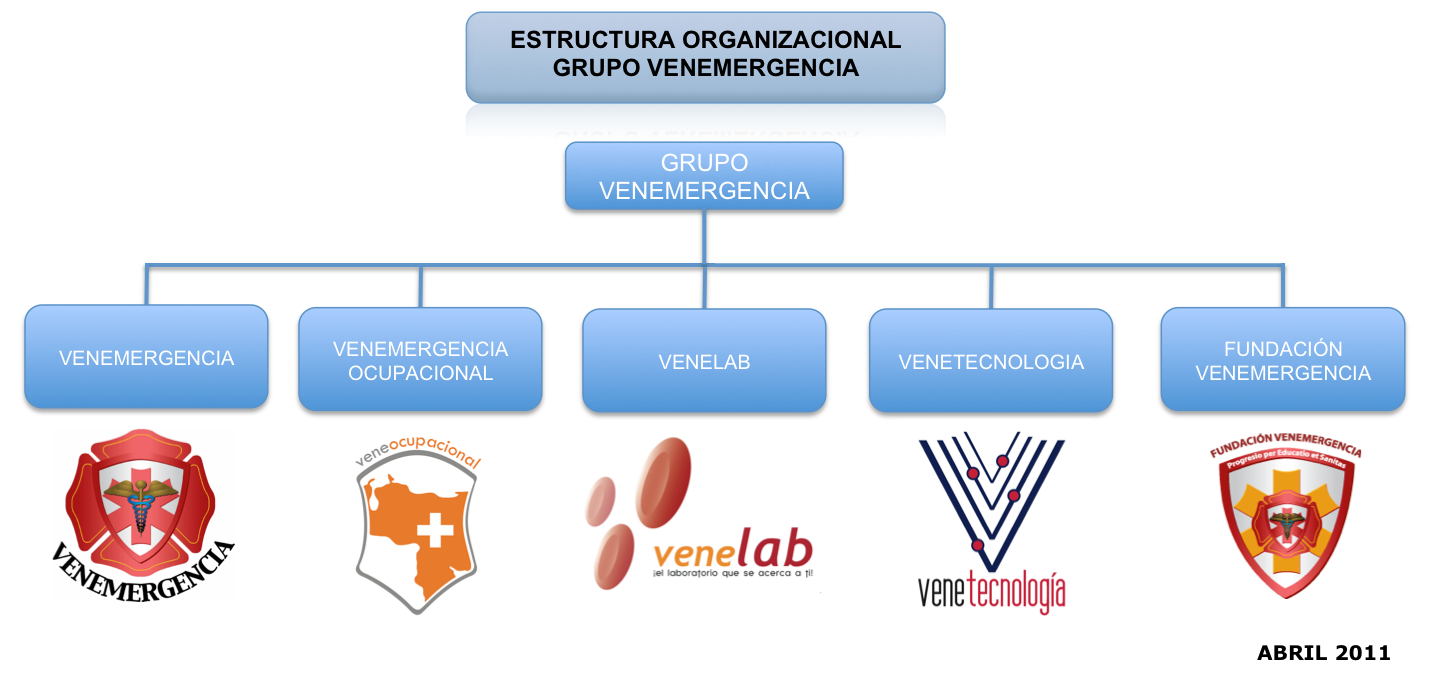 ESTRUCTURA ORGANIZACIONAL
GRUPO VENEMERGENCIA
GRUPO
VENEMERGENCIA
VENEMERGENCIA
VENEMERGENCIA
OCUPACIONAL
VENELAB
VENETECNOLOGIA
FUNDACIÓN
VENEMERGENCIA
VENEMERGENCIA
veneocupacional
venelab
¡el laboratorio que se acerca a ti!
venetecnología
FUNDACIÓN VENEMERGENCIA
Progresio per Educatio et Sanitas
ABRIL 2011